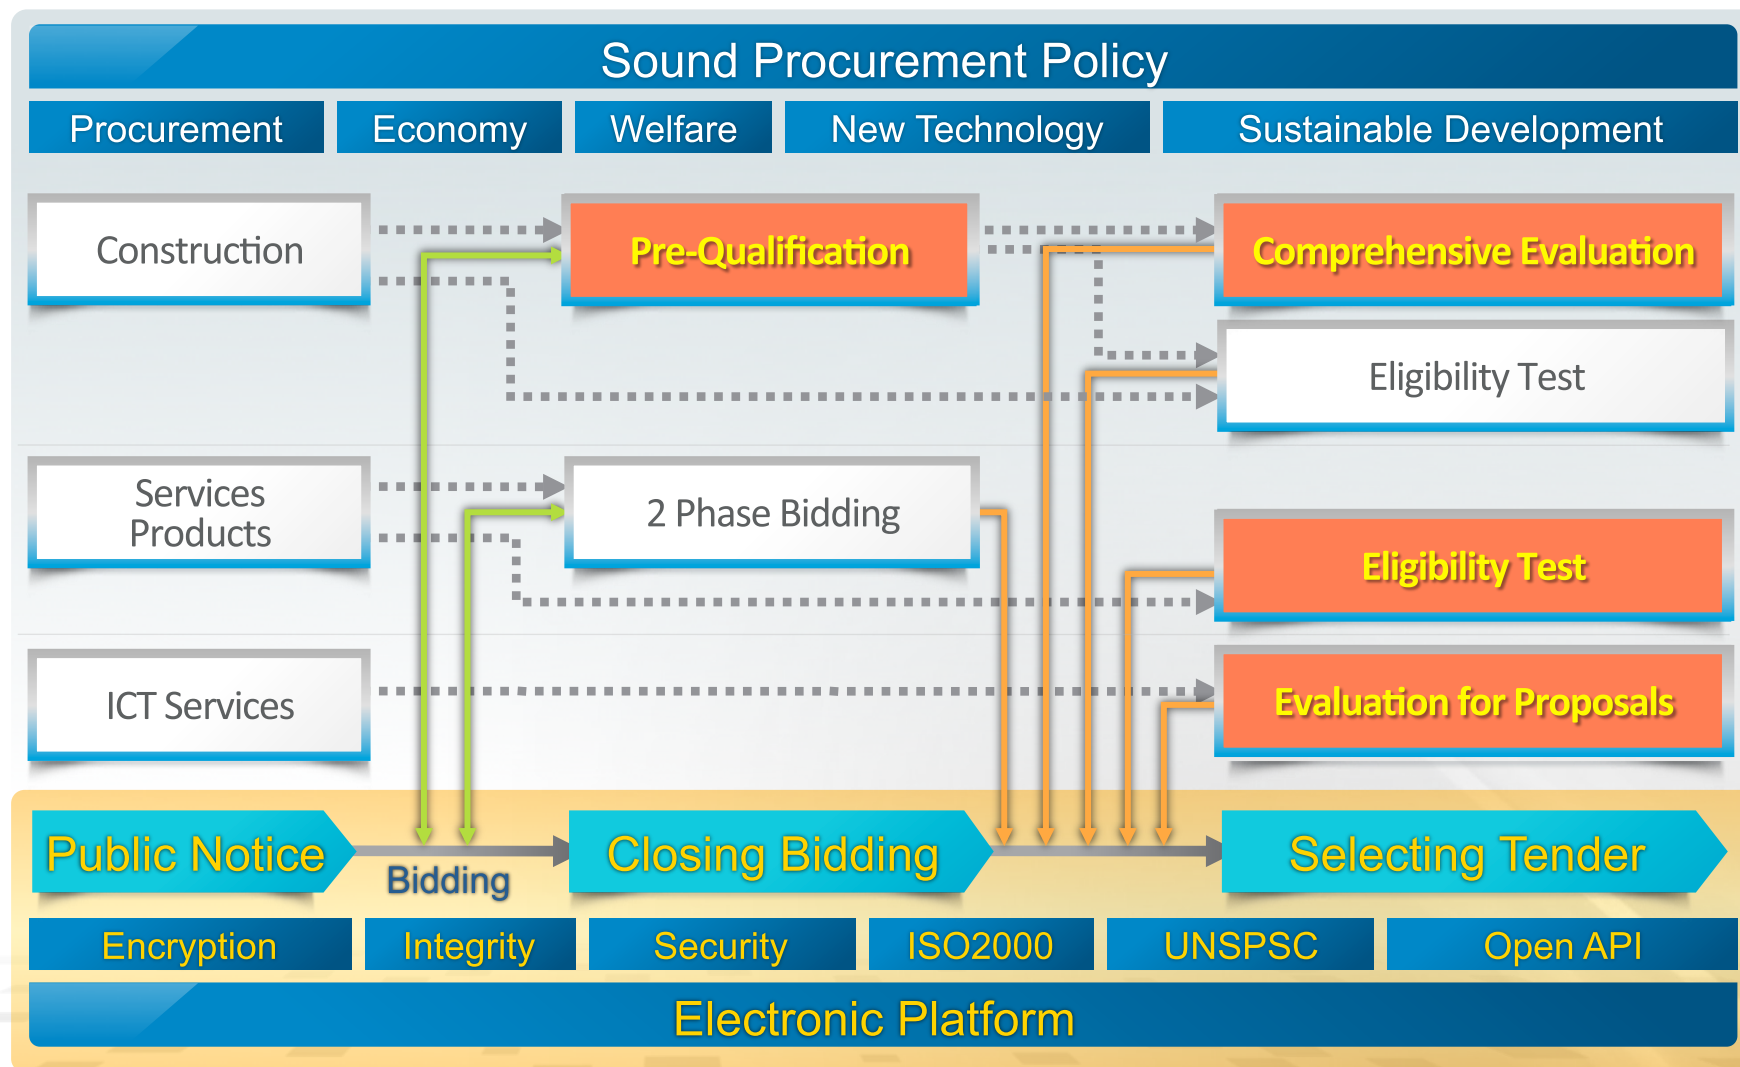 Sound Procurement Policy
Procurement
Economy
Welfare
New Technology
Sustainable Development
Construction
Pre-Qualification
Comprehensive Evaluation
Eligibility Test
Services
Products
2 Phase Bidding
Eligibility Test
ICT Services
Evaluation for Proposals
Public Notice
Bidding
Closing Bidding
Selecting Tender
Encryption
Integrity
Security
ISO2000
UNSPSC
Open API
Electronic Platform